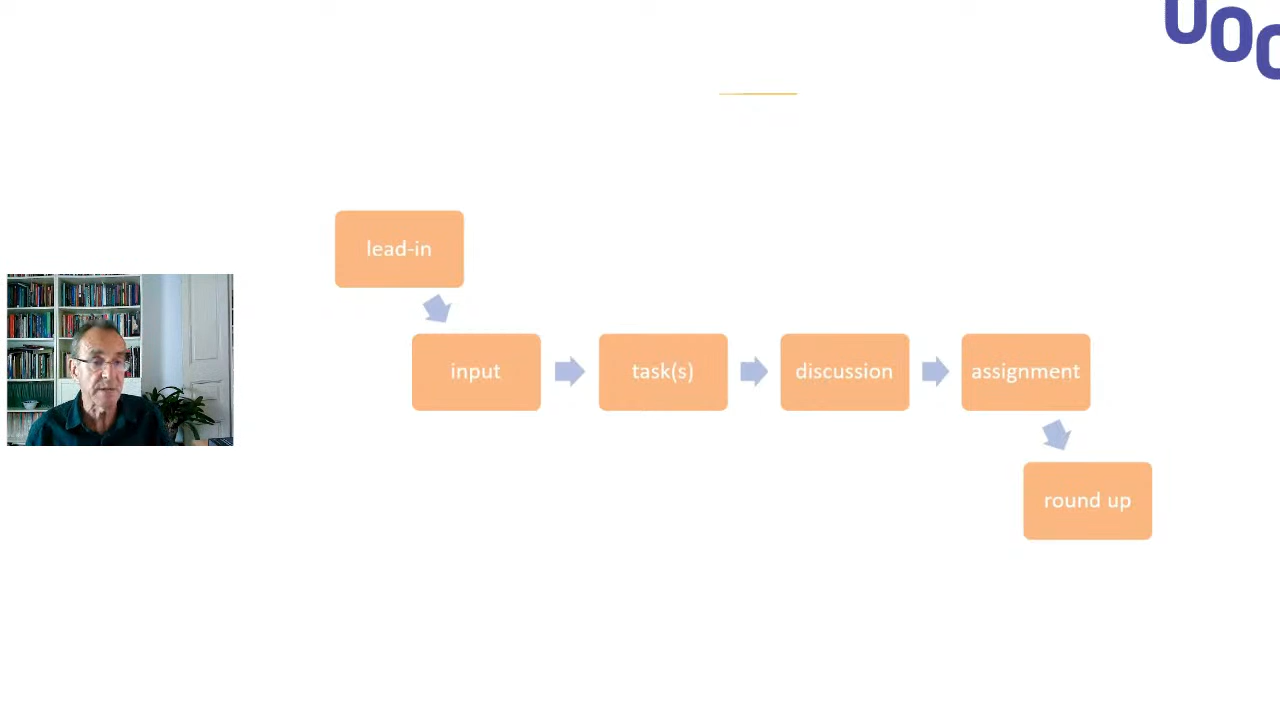 UOC
lead-in
input
task(s)
discussion
assignment
round up